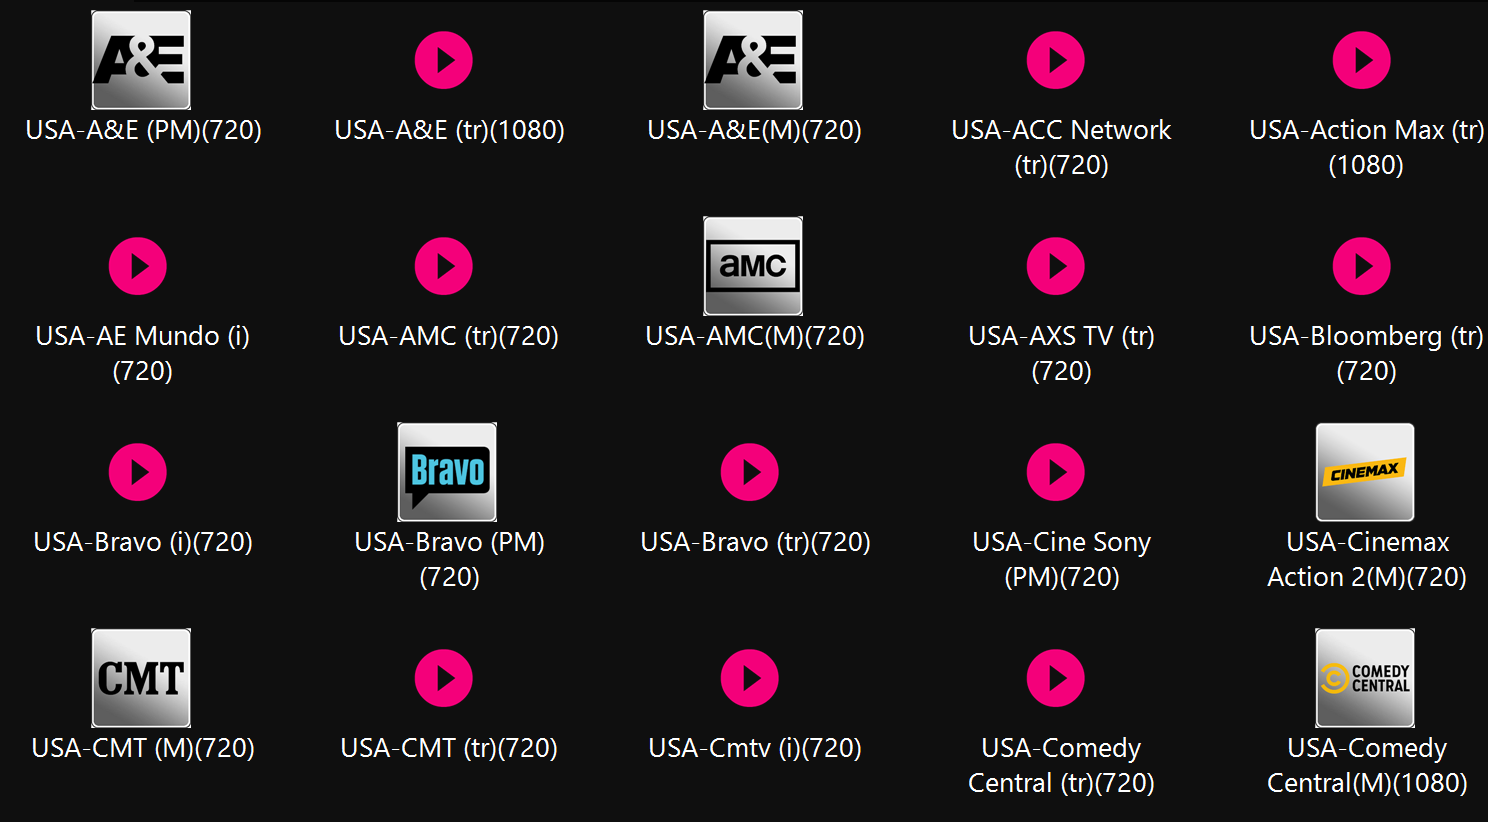 A&E
A&E
USA-A&E (PM)(720)
USA-A&E (tr)(1080)
USA-A&E(M)(720)
USA-ACC Network
(tr)(720)
USA-Action Max (tr)
(1080)
aMC
USA-AE Mundo (i)
(720)
USA-AMC (tr)(720)
USA-AMC(M)(720)
USA-AXS TV (tr)
(720)
USA-Bloomberg (tr)
(720)
Bravo
CINEMAX
USA-Bravo (i)(720)
USA-Bravo (PM)
(720)
USA-Bravo (tr)(720)
USA-Cine Sony
(PM)(720)
USA-Cinemax
Action 2(M)(720)
CMT
COMEDY
CENTRAL
USA-CMT (M)(720)
USA-CMT (tr)(720)
USA-Cmtv (i)(720)
USA-Comedy
Central (tr)(720)
USA-Comedy
Central(M)(1080)